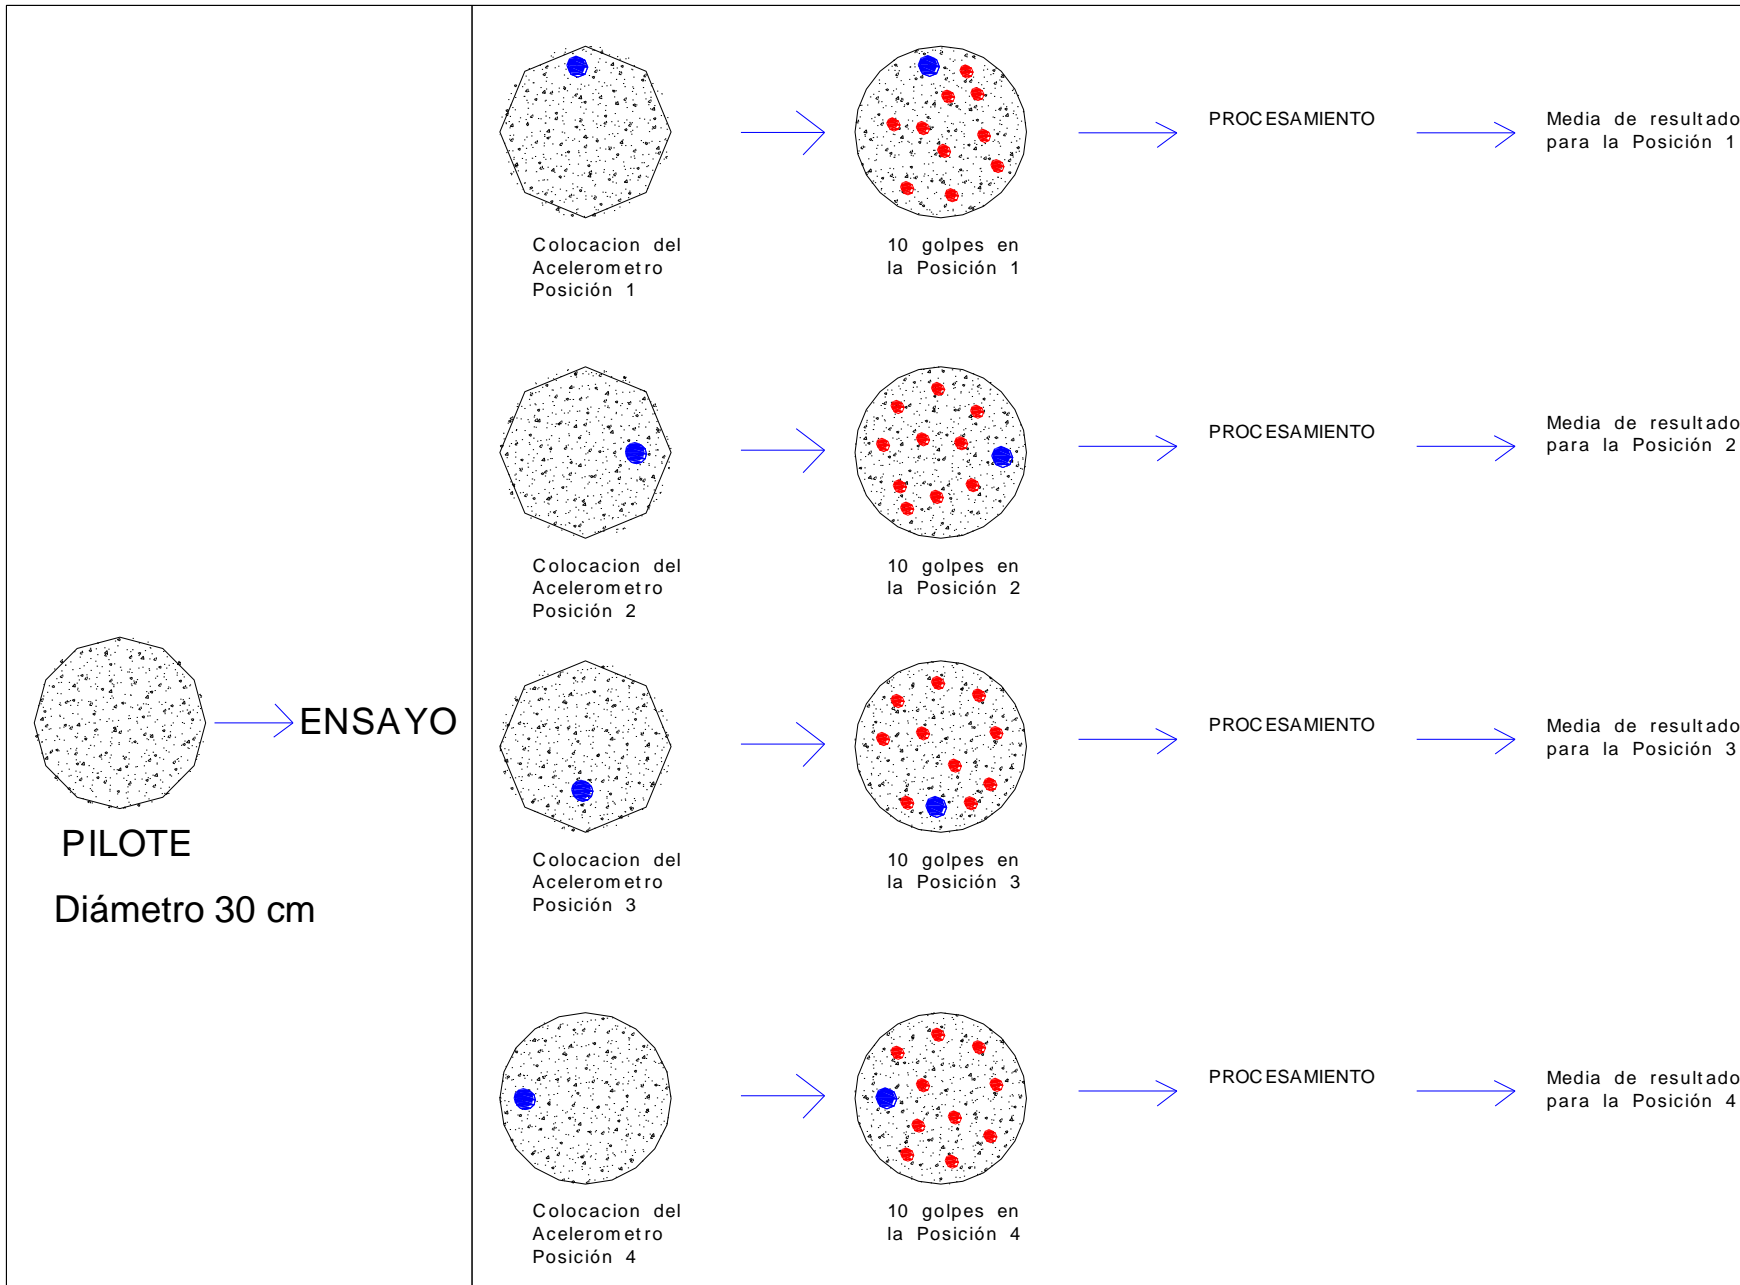 PILOTE
Diámetro 30 cm
ENSAYO
Colocacion del
Acelerometro
Posición 1
10 golpes en
la Posición 1
PROCESAMIENTO
Media de resultado
para la Posición 1
Colocacion del
Acelerometro
Posición 2
10 golpes en
la Posición 2
PROCESAMIENTO
Media de resultado
para la Posición 2
Colocacion del
Acelerometro
Posición 3
10 golpes en
la Posición 3
PROCESAMIENTO
Media de resultado
para la Posición 3
Colocacion del
Acelerometro
Posición 4
10 golpes en
la Posición 4
PROCESAMIENTO
Media de resultado
para la Posición 4